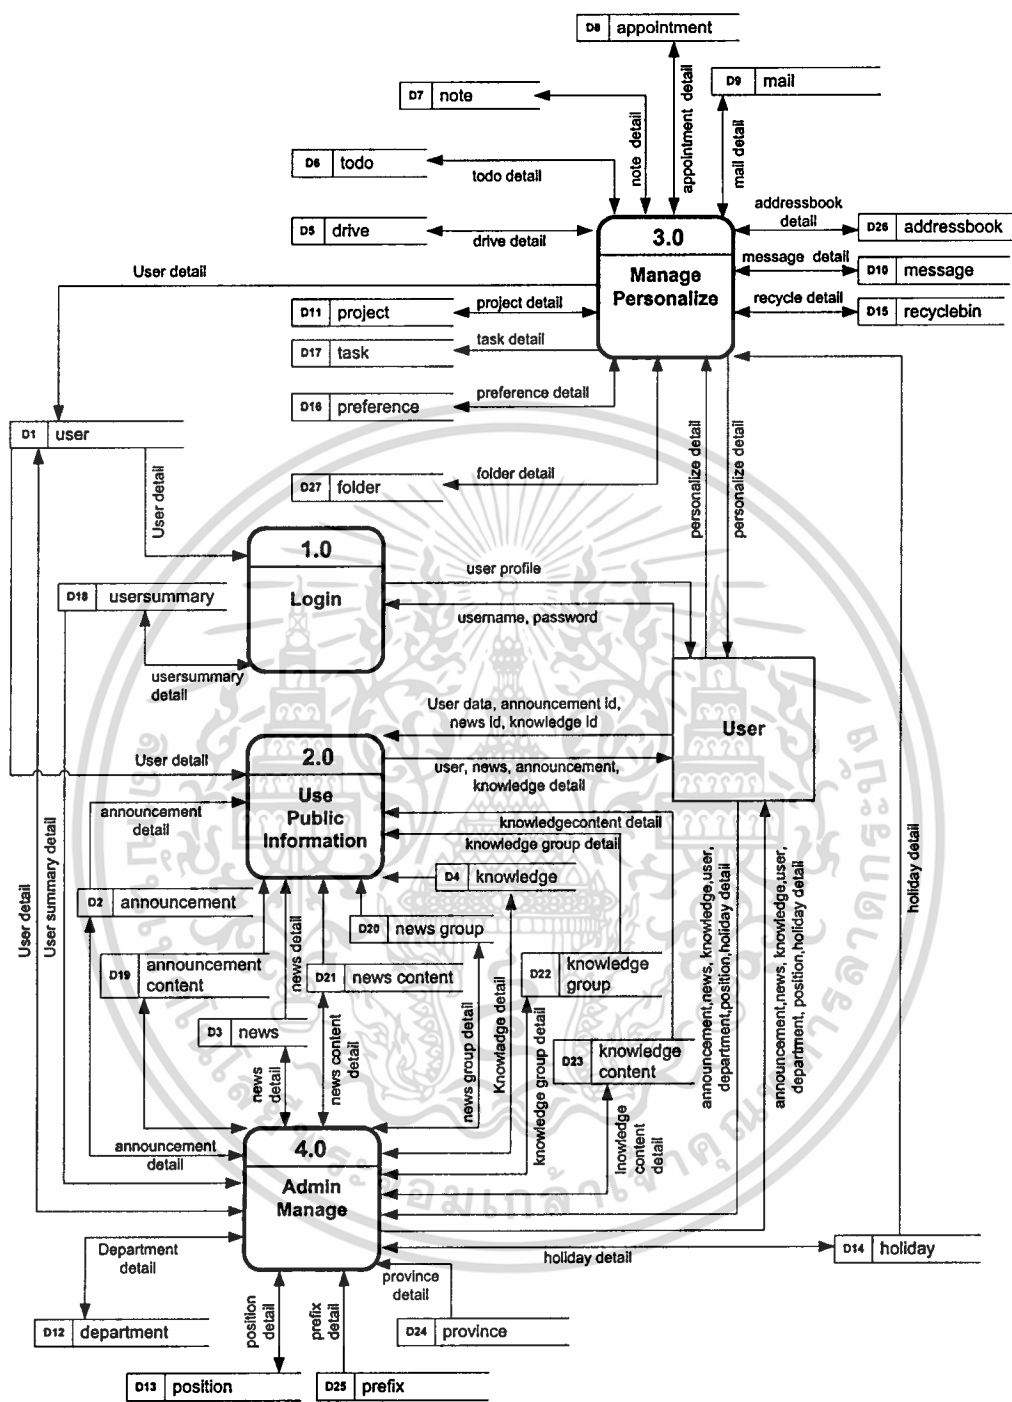 D8 appointment
D9 mail
D7 note
appointment detail
mail detail
note detail
D6 todo
todo detail
addressbook
detail
D5 drive
drive detail
3.0
Manage
Personalize
D26 addressbook
message detail
D10 message
recycle detail
D15 recyclebin
User detail
D11 project
project detail
D17 task
task detail
D16 preference
preference detail
D1 user
D27 folder
folder detail
personalize detail
personalize detail
User detail
1.0
Login
user profile
username, password
D18 usersummary
usersummary
detail
User data, announcement id,
news id, knowledge id
User
User detail
2.0
Use
Public
Information
user, news, announcement,
knowledge detail
announcement
detail
knowledgecontent detail
knowledge group detail
holiday detail
User detail
User summary detail
D4 knowledge
D2 announcement
D20 news group
news detail
D19 announcement
content
D21 news content
D22 knowledge
group
D3 news
D23 knowledge
content
news
detail
news content
detail
news group detail
Knowladge detail
knowledge group detail
lnowledge
content
detail
announcement,news, knowledge,user,
department,position,holiday detail
announcement,news, knowledge,user,
department, position,holiday detail
announcement
detail
4.0
Admin
Manage
Department
detail
holiday detail
D14 holiday
province
detail
D12 department
position
detail
prefix
detail
D24 province
D13 position
D25 prefix